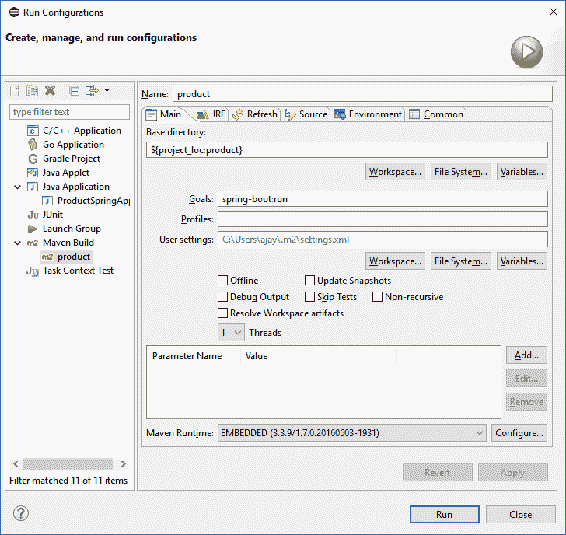 Run Configurations
Create, manage, and run configurations
type filter text
C/C++ Application
Go Application
Gradle Project
Java Applet
Java Application
ProductSpringApp
JUnit
Launch Group
Maven Build
m2 product
Task Context Test
Filter matched 11 of 11 items
Name: product
Main JRE Refresh Source Environment Common
Base directory:
${project_loc:product}
Workspace... File System... Variables...
Goals: spring-boot:run
Profiles:
User settings: C:\Users\ajay\.m2\settings.xml
Workspace... File System... Variables...
Offline Update Snapshots
Debug Output Skip Tests Non-recursive
Resolve Workspace artifacts
1 Threads
Parameter Name Value
Add...
Edit...
Remove
Maven Runtime: EMBEDDED (3.3.9/1.7.0.20160603-1931) Configure...
Revert Apply
Run Close